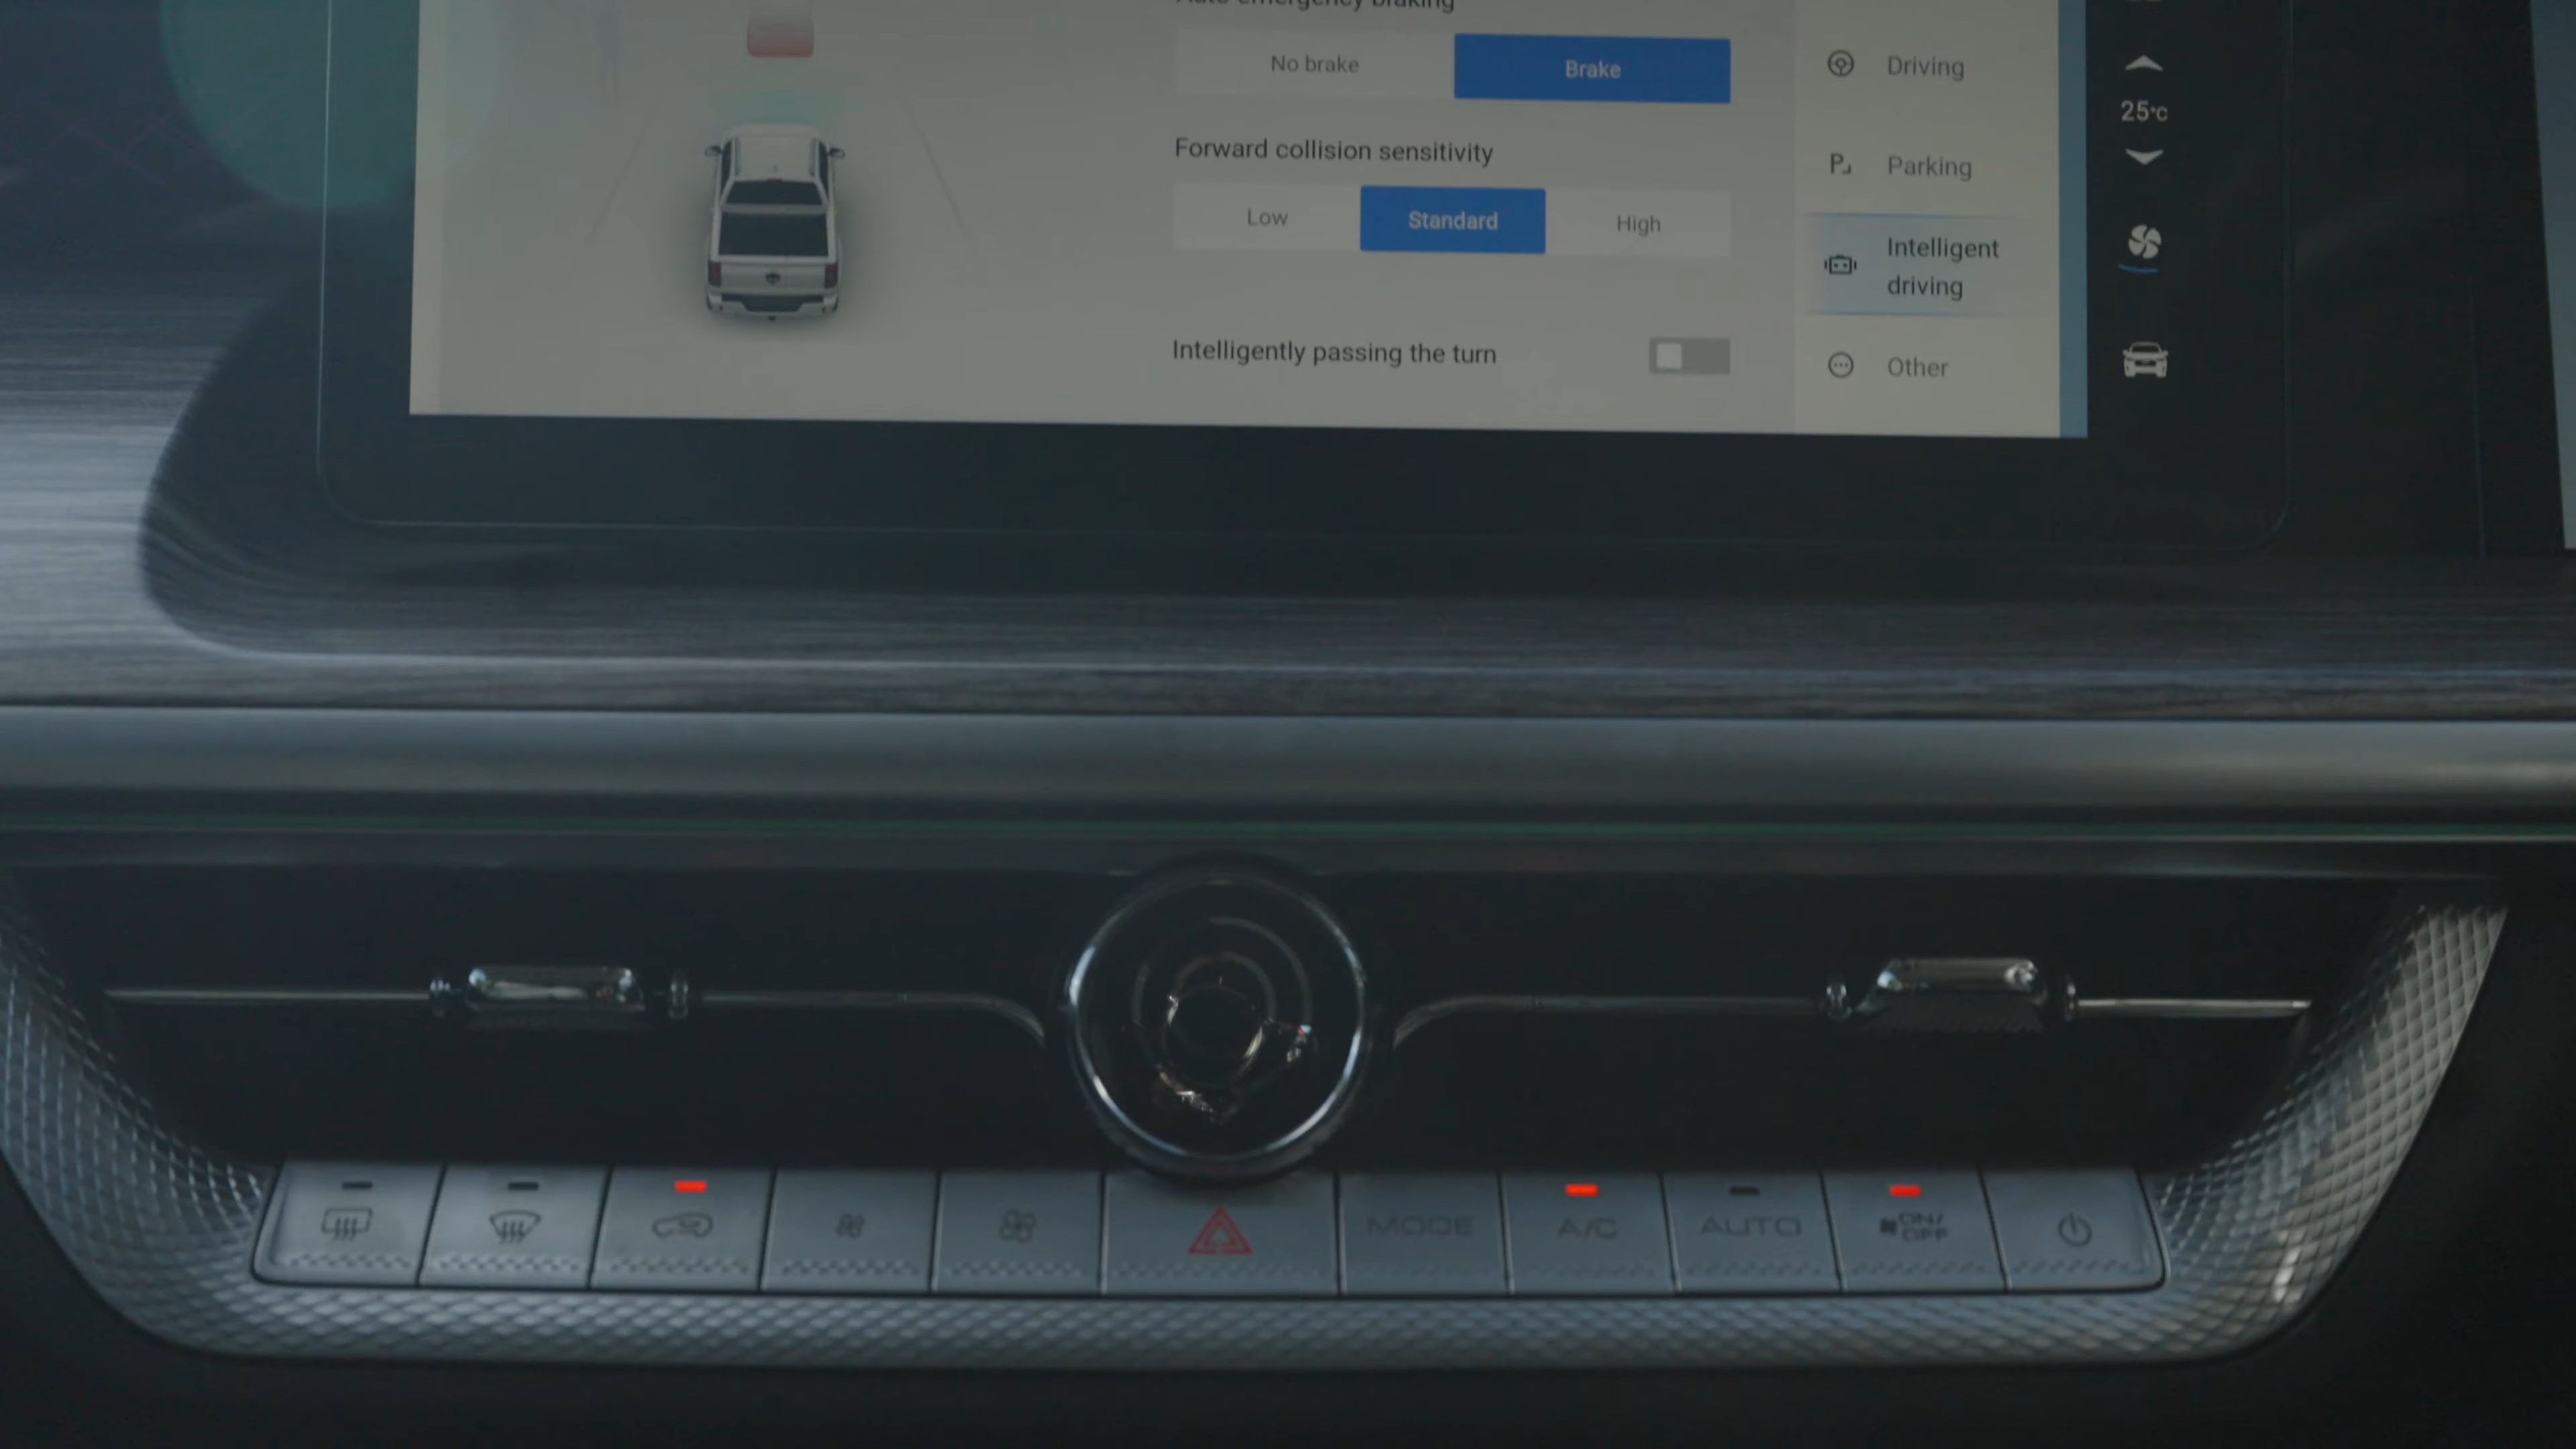 Auto emergency braking
No brake
Brake
Forward collision sensitivity
Low
Standard
High
Intelligently passing the turn
Driving
Parking
Intelligent
driving
Other
25°C
MODE
A/C
AUTO
ON/
OFF